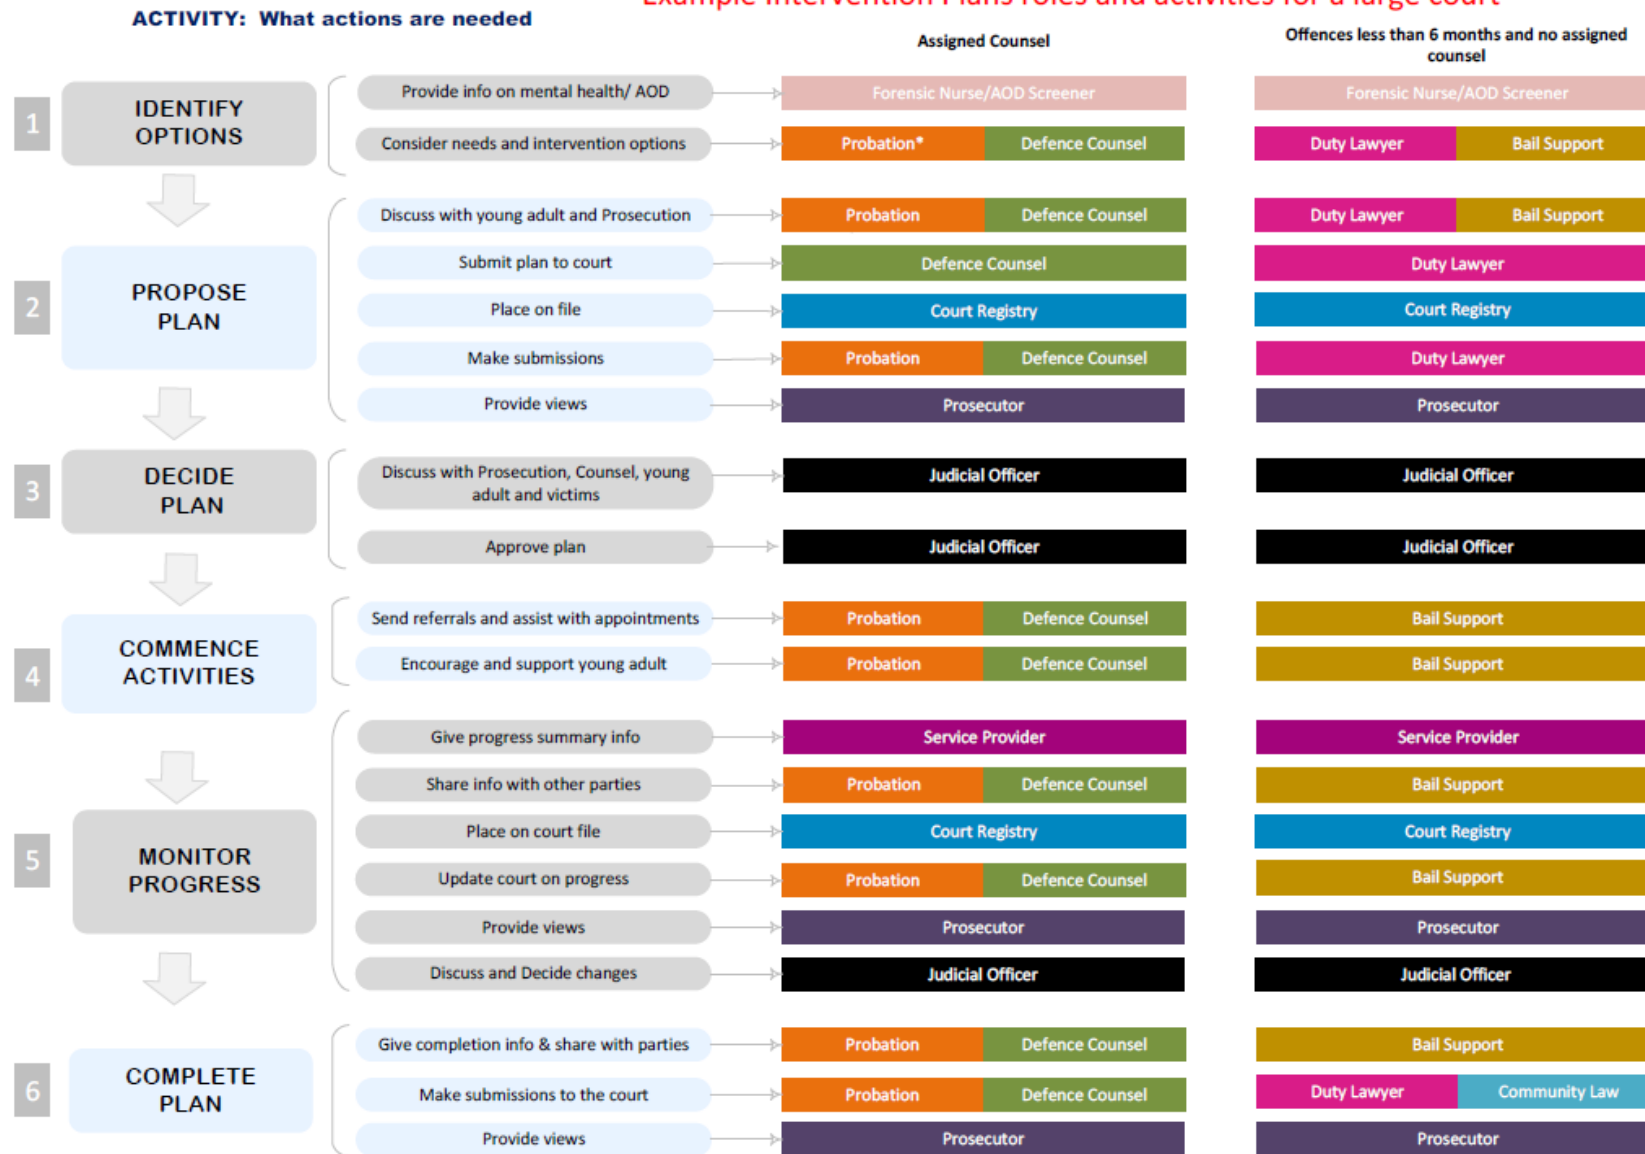 Example Intervention Plans roles and activities for a large court
ACTIVITY: What actions are needed
Assigned Counsel
Offences less than 6 months and no assigned
counsel
1
IDENTIFY
OPTIONS
Provide info on mental health/ AOD
Forensic Nurse/AOD Screener
Forensic Nurse/AOD Screener
Consider needs and intervention options
Probation*
Defence Counsel
Duty Lawyer
Bail Support
2
PROPOSE
PLAN
Discuss with young adult and Prosecution
Probation
Defence Counsel
Duty Lawyer
Bail Support
Submit plan to court
Defence Counsel
Duty Lawyer
Place on file
Court Registry
Court Registry
Make submissions
Probation
Defence Counsel
Duty Lawyer
Provide views
Prosecutor
Prosecutor
3
DECIDE
PLAN
Discuss with Prosecution, Counsel, young
adult and victims
Judicial Officer
Judicial Officer
Approve plan
Judicial Officer
Judicial Officer
4
COMMENCE
ACTIVITIES
Send referrals and assist with appointments
Probation
Defence Counsel
Bail Support
Encourage and support young adult
Probation
Defence Counsel
Bail Support
5
MONITOR
PROGRESS
Give progress summary info
Service Provider
Service Provider
Share info with other parties
Probation
Defence Counsel
Bail Support
Place on court file
Court Registry
Court Registry
Update court on progress
Probation
Defence Counsel
Bail Support
Provide views
Prosecutor
Prosecutor
Discuss and Decide changes
Judicial Officer
Judicial Officer
6
COMPLETE
PLAN
Give completion info & share with parties
Probation
Defence Counsel
Bail Support
Make submissions to the court
Probation
Defence Counsel
Duty Lawyer
Community Law
Provide views
Prosecutor
Prosecutor